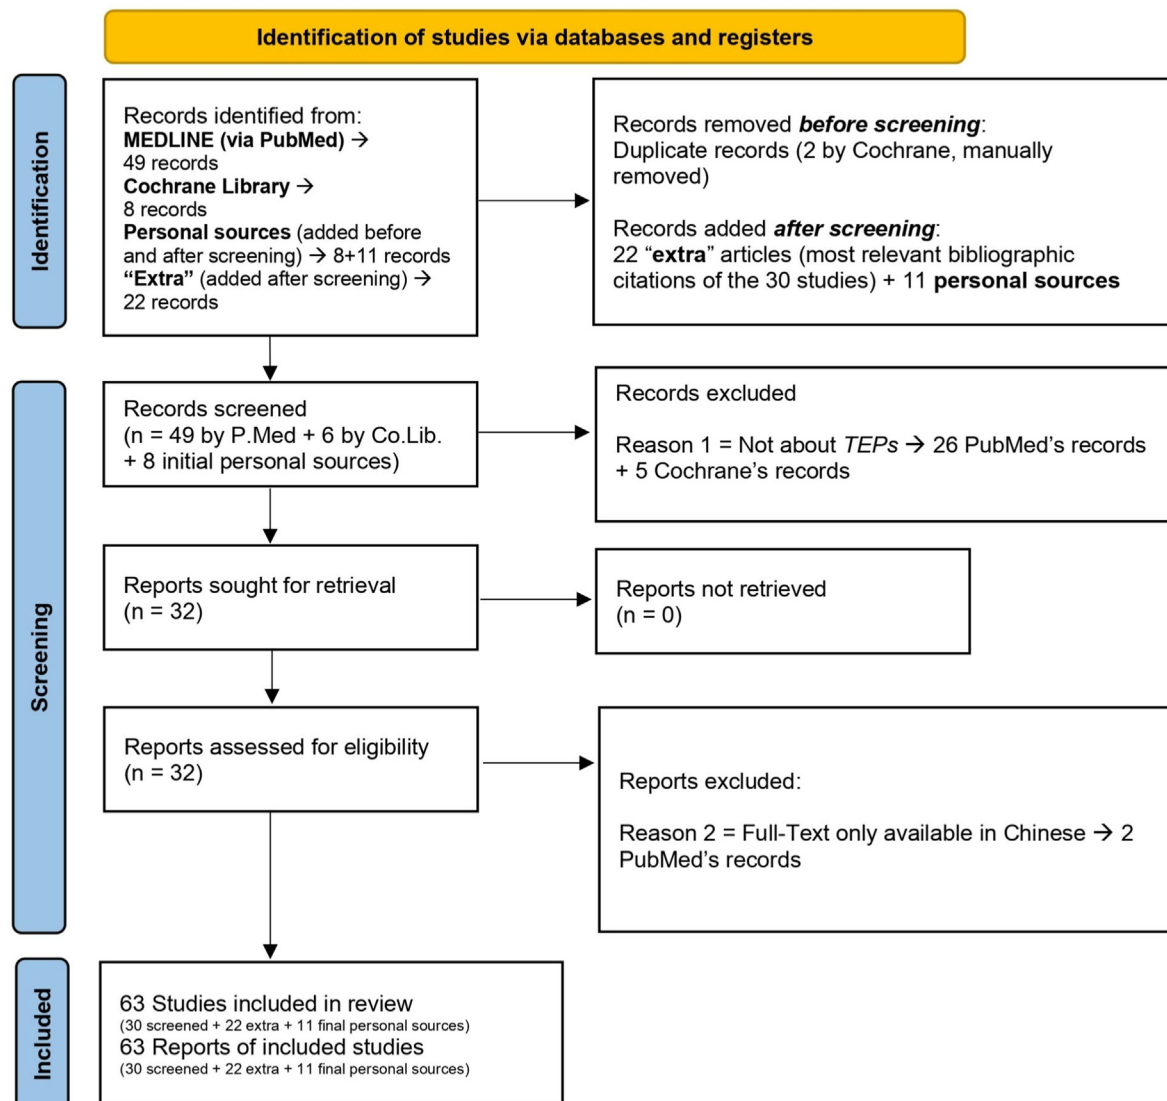 Identification of studies via databases and registers
Identification
Records identified from:
MEDLINE (via PubMed) →
49 records
Cochrane Library →
8 records
Personal sources (added before
and after screening) → 8+11 records
“Extra” (added after screening) →
22 records
Records removed before screening:
Duplicate records (2 by Cochrane, manually
removed)
Records added after screening:
22 “extra” articles (most relevant bibliographic
citations of the 30 studies) + 11 personal sources
Screening
Records screened
(n = 49 by P.Med + 6 by Co.Lib.
+ 8 initial personal sources)
Records excluded
Reason 1 = Not about TEPs → 26 PubMed’s records
+ 5 Cochrane’s records
Reports sought for retrieval
(n = 32)
Reports not retrieved
(n = 0)
Reports assessed for eligibility
(n = 32)
Reports excluded:
Reason 2 = Full-Text only available in Chinese → 2
PubMed’s records
Included
63 Studies included in review
(30 screened + 22 extra + 11 final personal sources)
63 Reports of included studies
(30 screened + 22 extra + 11 final personal sources)